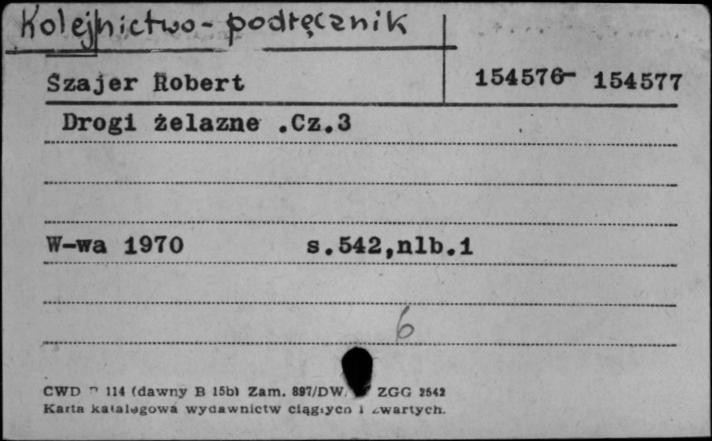 Kolejnictwo - podręcznik
Szajer Robert 154576- 154577
Drogi żelazne .Cz.3
W-wa 1970 s.542,nlb.1
6
CWD 114 (dawny B 15b) Zam. 897/DW. ZGG 2542
Karta katalogowa wydawnictw ciągłych i zwartych.